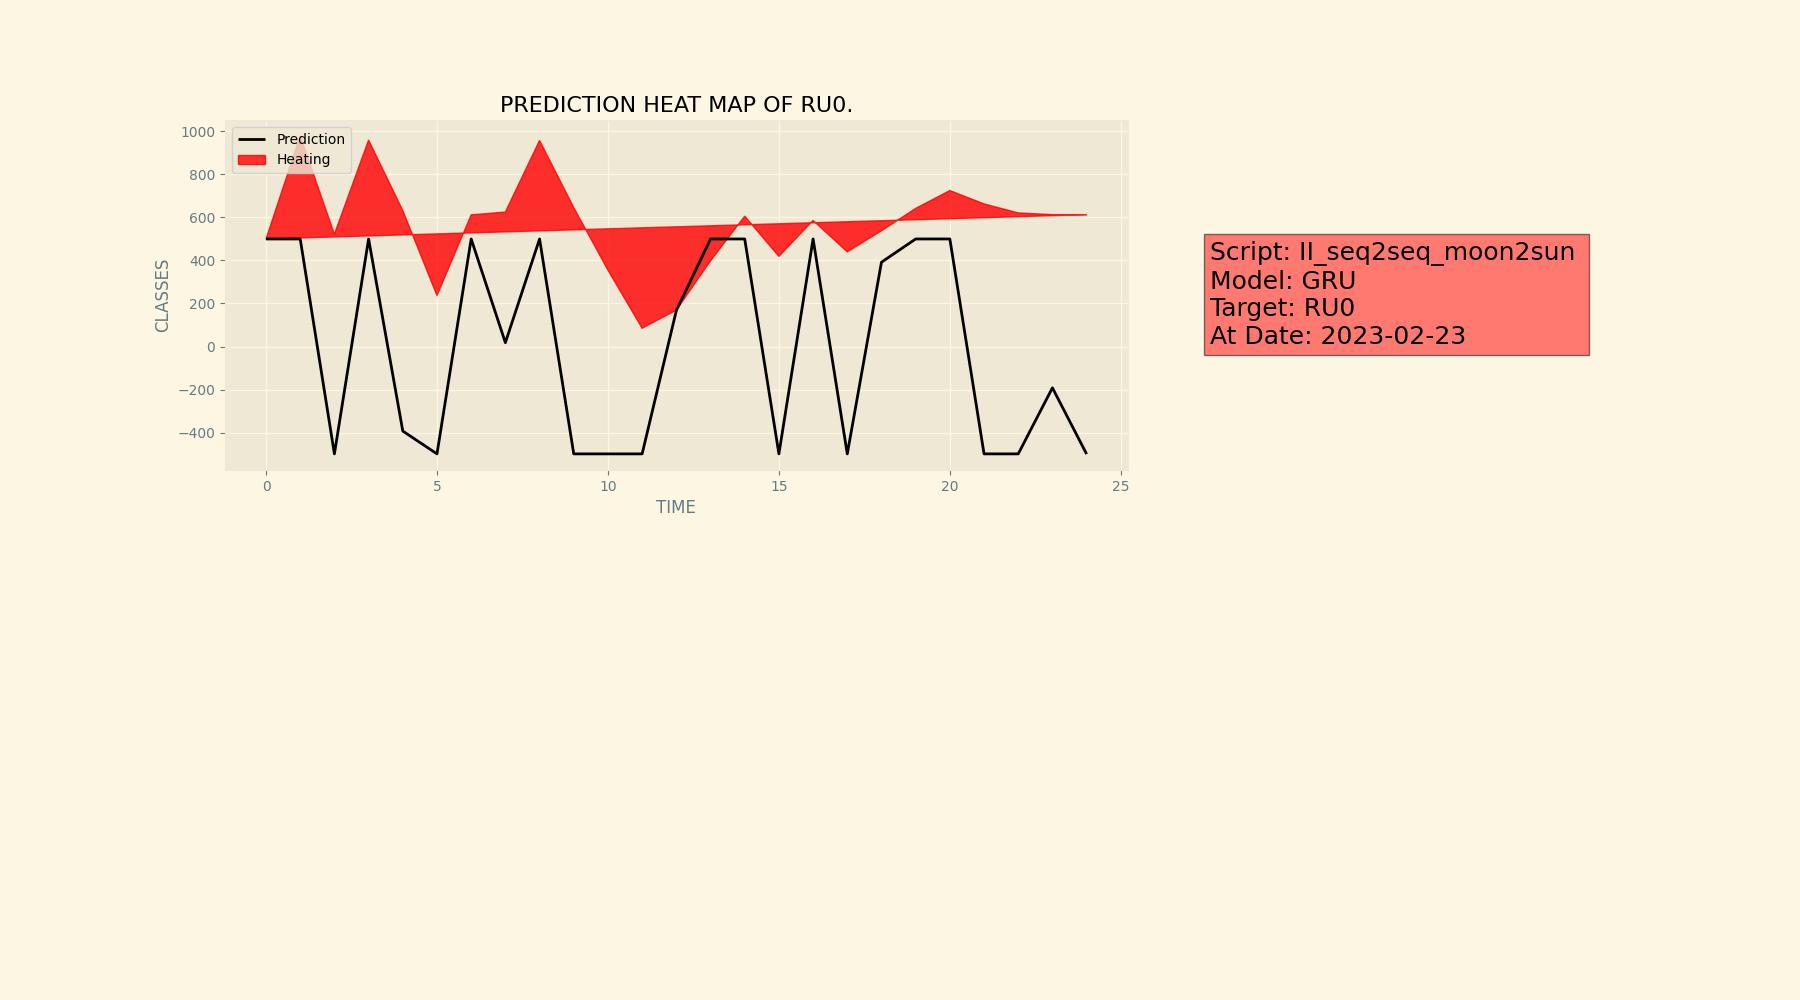 PREDICTION HEAT MAP OF RU0.
1000
800
600
400
200
0
−200
−400
CLASSES
Prediction
Heating
0 5 10 15 20 25
TIME
Script: II_seq2seq_moon2sun
Model: GRU
Target: RU0
At Date: 2023-02-23